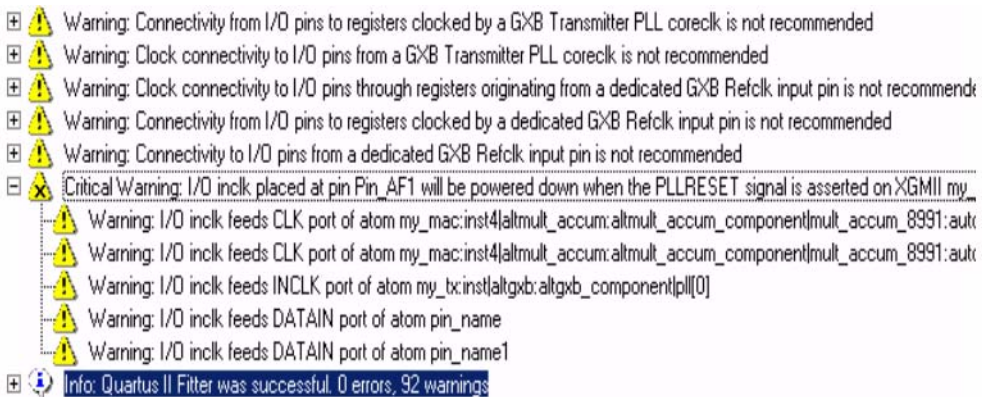 Warning: Connectivity from I/O pins to registers clocked by a GXB Transmitter PLL coreclk is not recommended
Warning: Clock connectivity to I/O pins from a GXB Transmitter PLL coreclk is not recommended
Warning: Clock connectivity to I/O pins through registers originating from a dedicated GXB Refclk input pin is not recommende
Warning: Connectivity from I/O pins to registers clocked by a dedicated GXB Refclk input pin is not recommended
Warning: Connectivity to I/O pins from a dedicated GXB Refclk input pin is not recommended
Critical Warning: I/O inclk placed at pin Pin_AF1 will be powered down when the PLLRESET signal is asserted on XGMII my_
Warning: I/O inclk feeds CLK port of atom my_mac:inst4|altmult_accum:altmult_accum_component|mult_accum_8991:auto
Warning: I/O inclk feeds CLK port of atom my_mac:inst4|altmult_accum:altmult_accum_component|mult_accum_8991:auto
Warning: I/O inclk feeds INCLK port of atom my_tx:inst|altgxb:altgxb_component|pll[0]
Warning: I/O inclk feeds DATAIN port of atom pin_name
Warning: I/O inclk feeds DATAIN port of atom pin_name1
Info: Quartus II Fitter was successful. 0 errors, 92 warnings